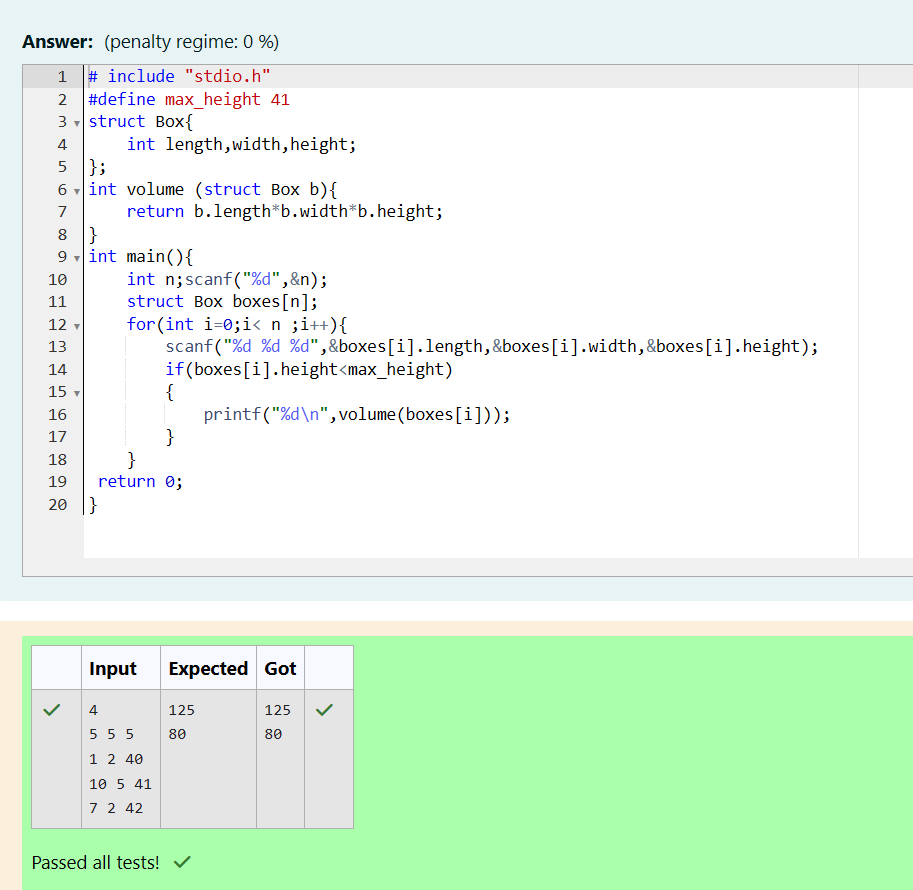 Answer: (penalty regime: 0 %)
1 # include "stdio.h"
2 #define max_height 41
3 struct Box{
4     int length,width,height;
5 };
6 int volume (struct Box b){
7     return b.length*b.width*b.height;
8 }
9 int main(){
10     int n;scanf("%d",&n);
11     struct Box boxes[n];
12     for(int i=0;i< n ;i++){
13         scanf("%d %d %d",&boxes[i].length,&boxes[i].width,&boxes[i].height);
14         if(boxes[i].height<max_height)
15         {
16             printf("%d\n",volume(boxes[i]));
17         }
18     }
19  return 0;
20 }
Input Expected Got
4 125 125
5 5 5 80 80
1 2 40
10 5 41
7 2 42
Passed all tests!